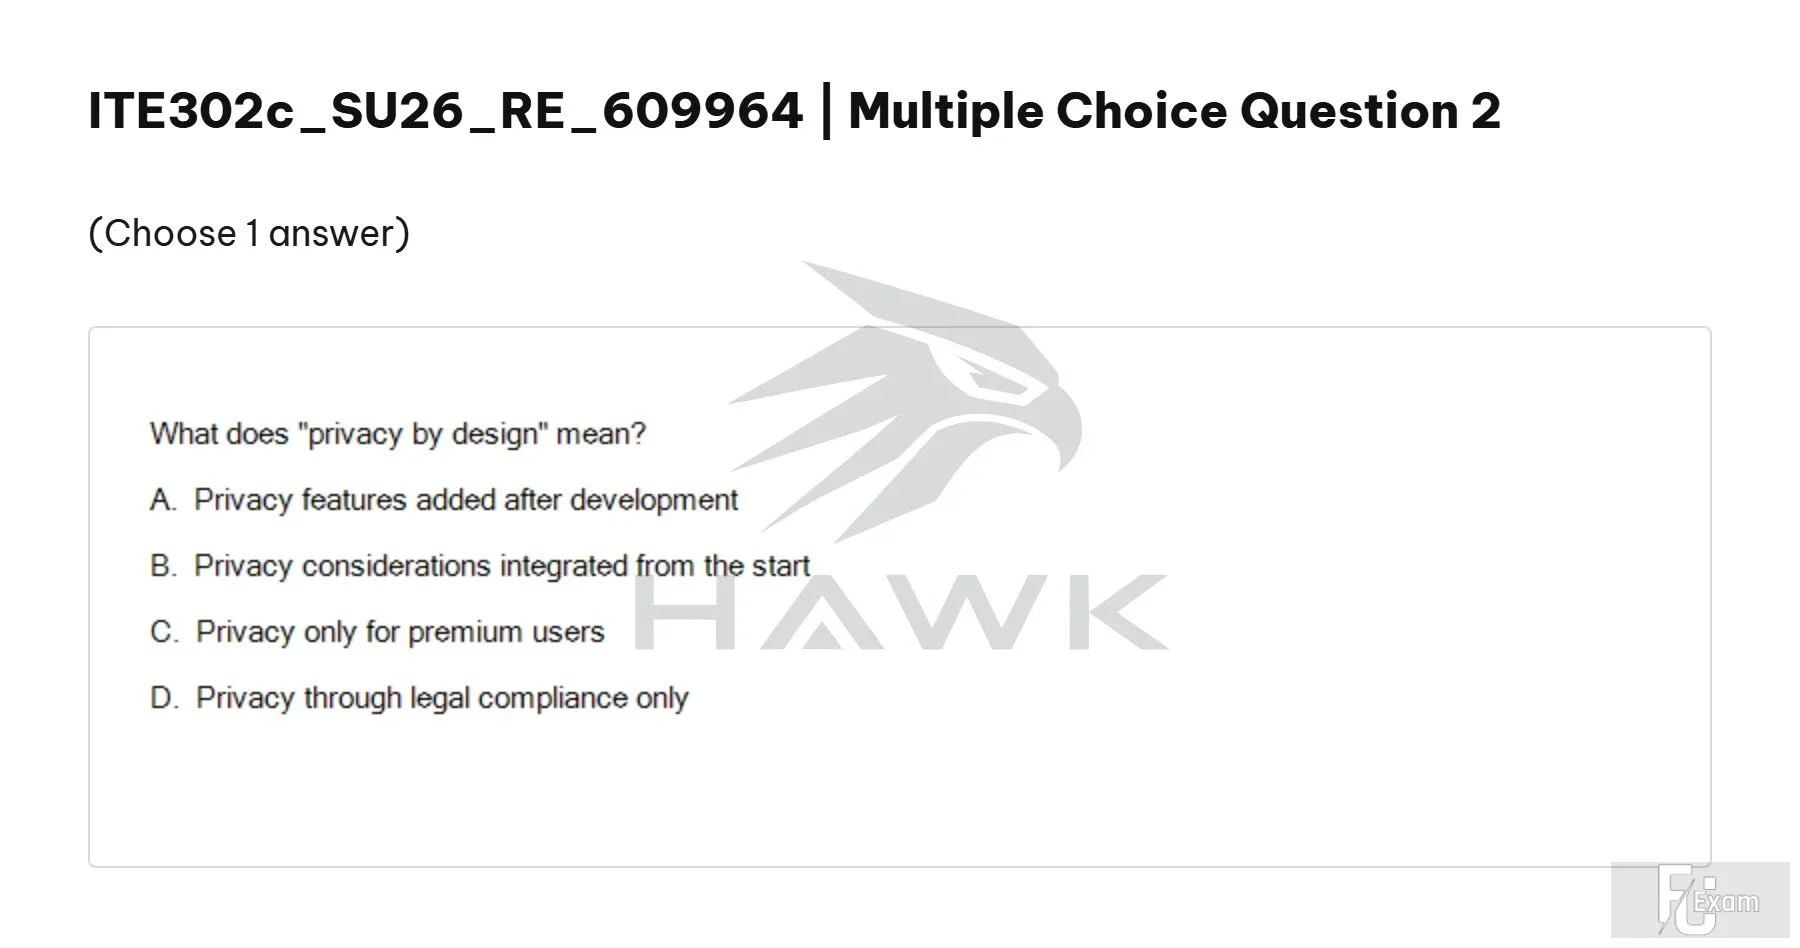 ITE302c_SU26_RE_609964 | Multiple Choice Question 2
(Choose 1 answer)
What does "privacy by design" mean?
A. Privacy features added after development
B. Privacy considerations integrated from the start
C. Privacy only for premium users
D. Privacy through legal compliance only
HAWK
FU Exam